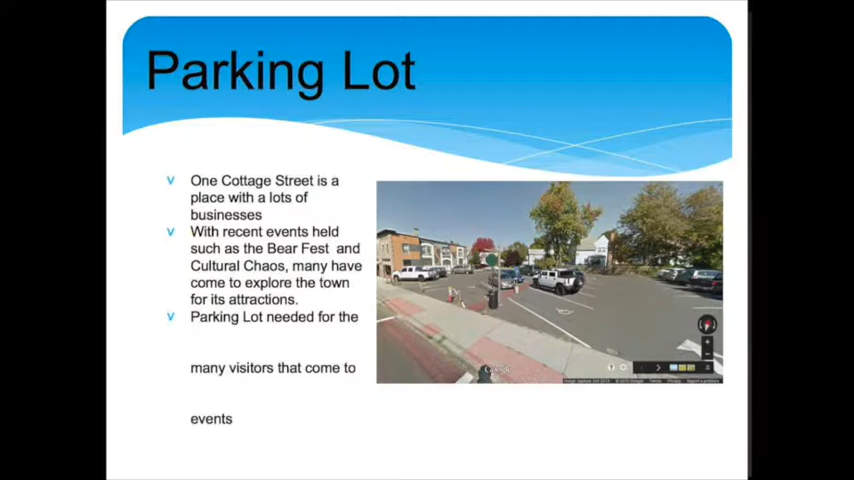 Parking Lot
One Cottage Street is a
place with a lots of
businesses
With recent events held
such as the Bear Fest  and
Cultural Chaos, many have
come to explore the town
for its attractions.
Parking Lot needed for the
many visitors that come to
events
Google